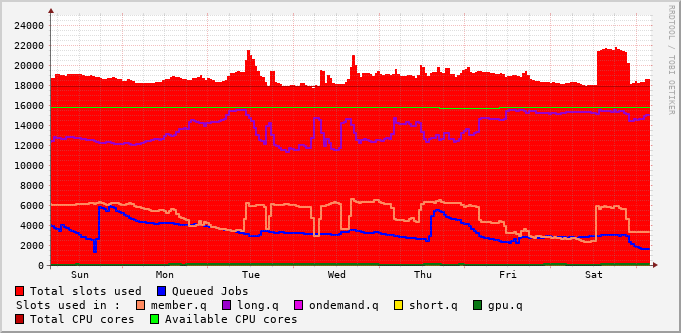 24000
22000
20000
18000
16000
14000
12000
10000
8000
6000
4000
2000
0
Sun Mon Tue Wed Thu Fri Sat
RRDTOOL / TOBI OETIKER
Total slots used Queued Jobs
Slots used in : member.q long.q ondemand.q short.q gpu.q
Total CPU cores Available CPU cores